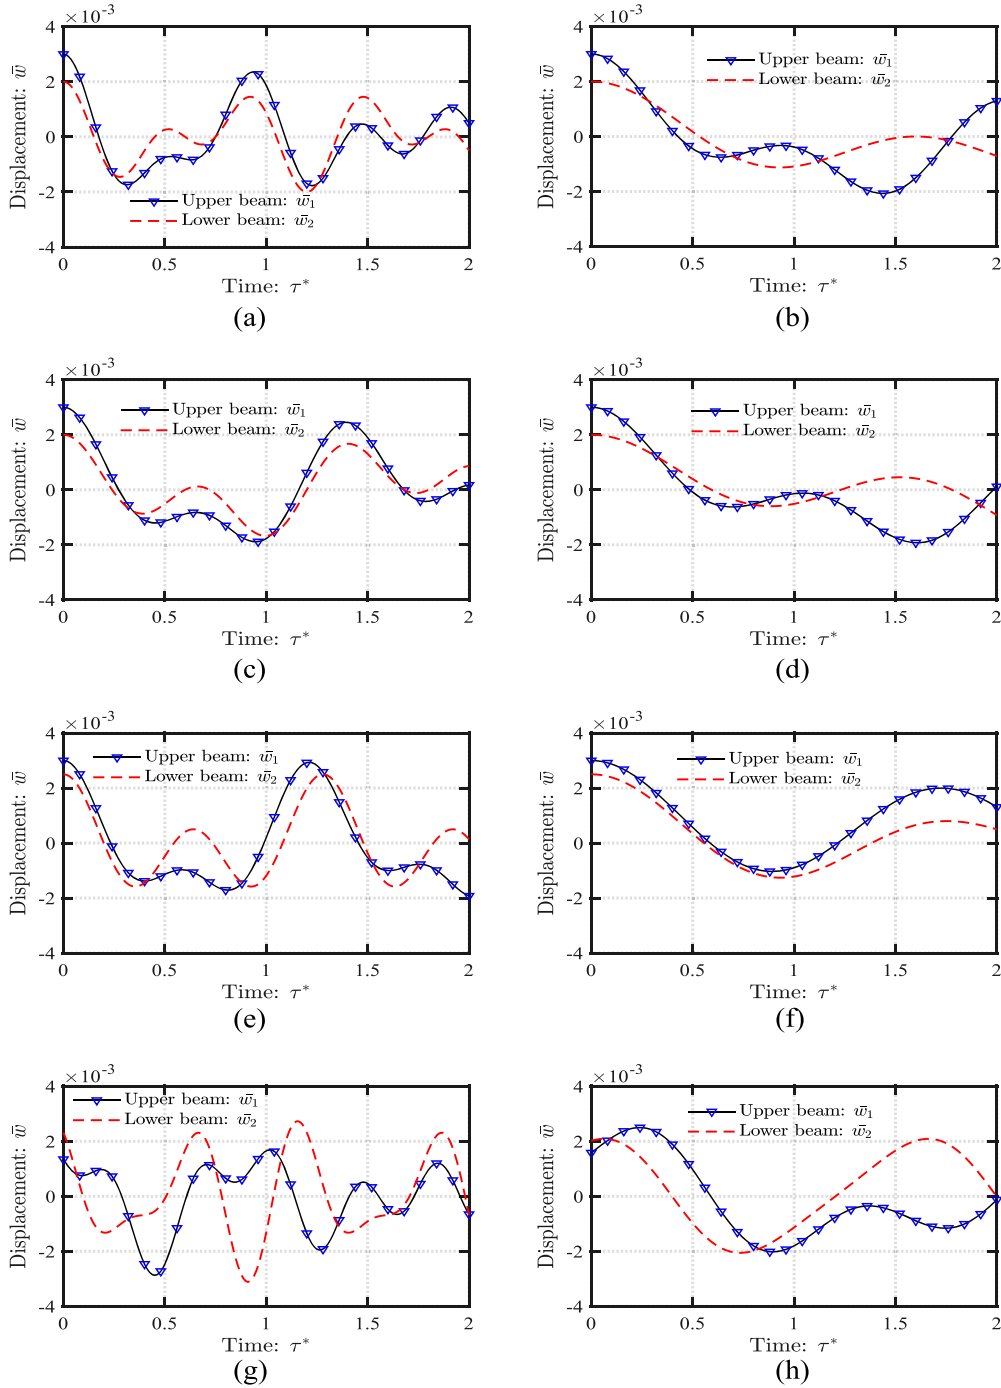 ×10⁻³
Displacement: w̄
4
2
0
-2
-4
Upper beam: w̄₁
Lower beam: w̄₂
0 0.5 1 1.5 2
Time: τ*
(a)
×10⁻³
Displacement: w̄
4
2
0
-2
-4
Upper beam: w̄₁
Lower beam: w̄₂
0 0.5 1 1.5 2
Time: τ*
(b)
×10⁻³
Displacement: w̄
4
2
0
-2
-4
Upper beam: w̄₁
Lower beam: w̄₂
0 0.5 1 1.5 2
Time: τ*
(c)
×10⁻³
Displacement: w̄
4
2
0
-2
-4
Upper beam: w̄₁
Lower beam: w̄₂
0 0.5 1 1.5 2
Time: τ*
(d)
×10⁻³
Displacement: w̄
4
2
0
-2
-4
Upper beam: w̄₁
Lower beam: w̄₂
0 0.5 1 1.5 2
Time: τ*
(e)
×10⁻³
Displacement: w̄
4
2
0
-2
-4
Upper beam: w̄₁
Lower beam: w̄₂
0 0.5 1 1.5 2
Time: τ*
(f)
×10⁻³
Displacement: w̄
4
2
0
-2
-4
Upper beam: w̄₁
Lower beam: w̄₂
0 0.5 1 1.5 2
Time: τ*
(g)
×10⁻³
Displacement: w̄
4
2
0
-2
-4
Upper beam: w̄₁
Lower beam: w̄₂
0 0.5 1 1.5 2
Time: τ*
(h)